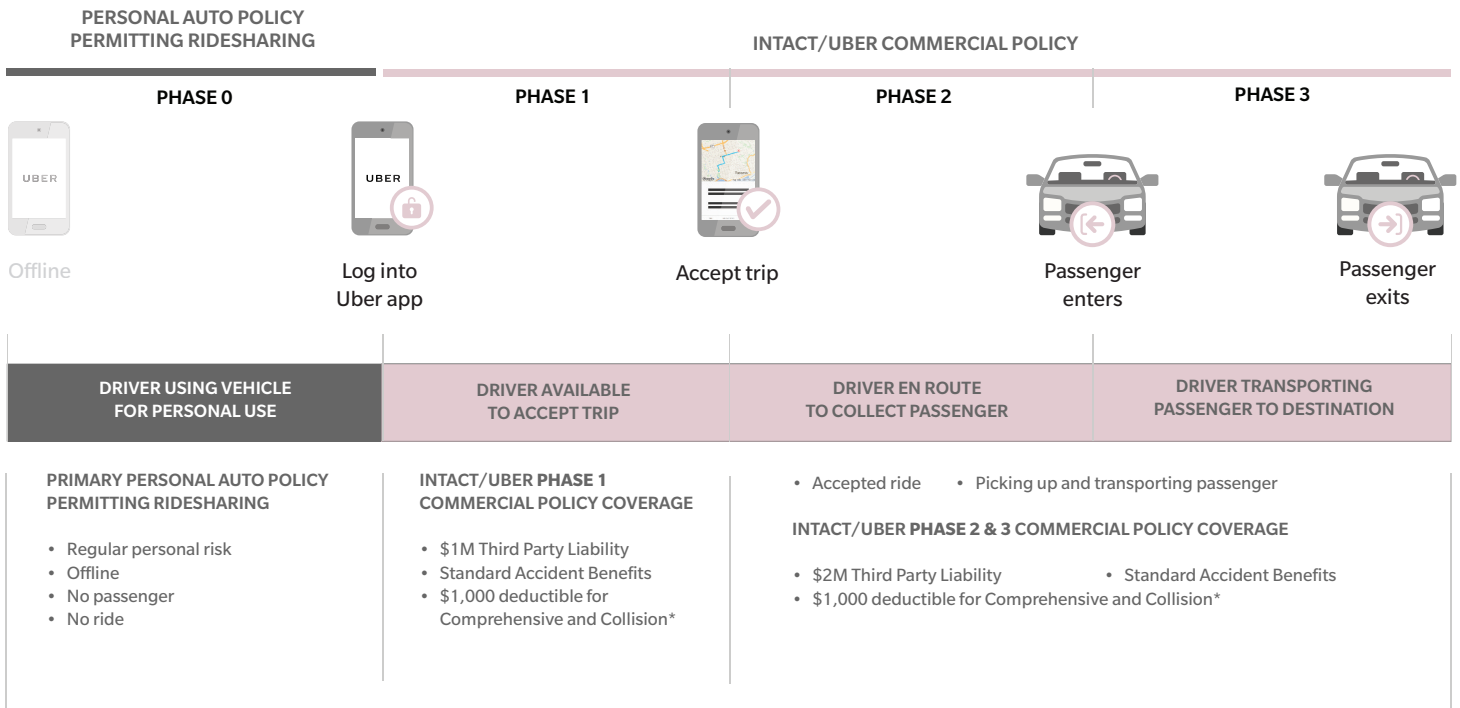 PERSONAL AUTO POLICY
PERMITTING RIDESHARING
INTACT/UBER COMMERCIAL POLICY
PHASE 0
PHASE 1
PHASE 2
PHASE 3
UBER
UBER
Offline
Log into
Uber app
Accept trip
Passenger
enters
Passenger
exits
DRIVER USING VEHICLE
FOR PERSONAL USE
DRIVER AVAILABLE
TO ACCEPT TRIP
DRIVER EN ROUTE
TO COLLECT PASSENGER
DRIVER TRANSPORTING
PASSENGER TO DESTINATION
PRIMARY PERSONAL AUTO POLICY
PERMITTING RIDESHARING
• Regular personal risk
• Offline
• No passenger
• No ride
INTACT/UBER PHASE 1
COMMERCIAL POLICY COVERAGE
• $1M Third Party Liability
• Standard Accident Benefits
• $1,000 deductible for
Comprehensive and Collision*
• Accepted ride • Picking up and transporting passenger
INTACT/UBER PHASE 2 & 3 COMMERCIAL POLICY COVERAGE
• $2M Third Party Liability • Standard Accident Benefits
• $1,000 deductible for Comprehensive and Collision*